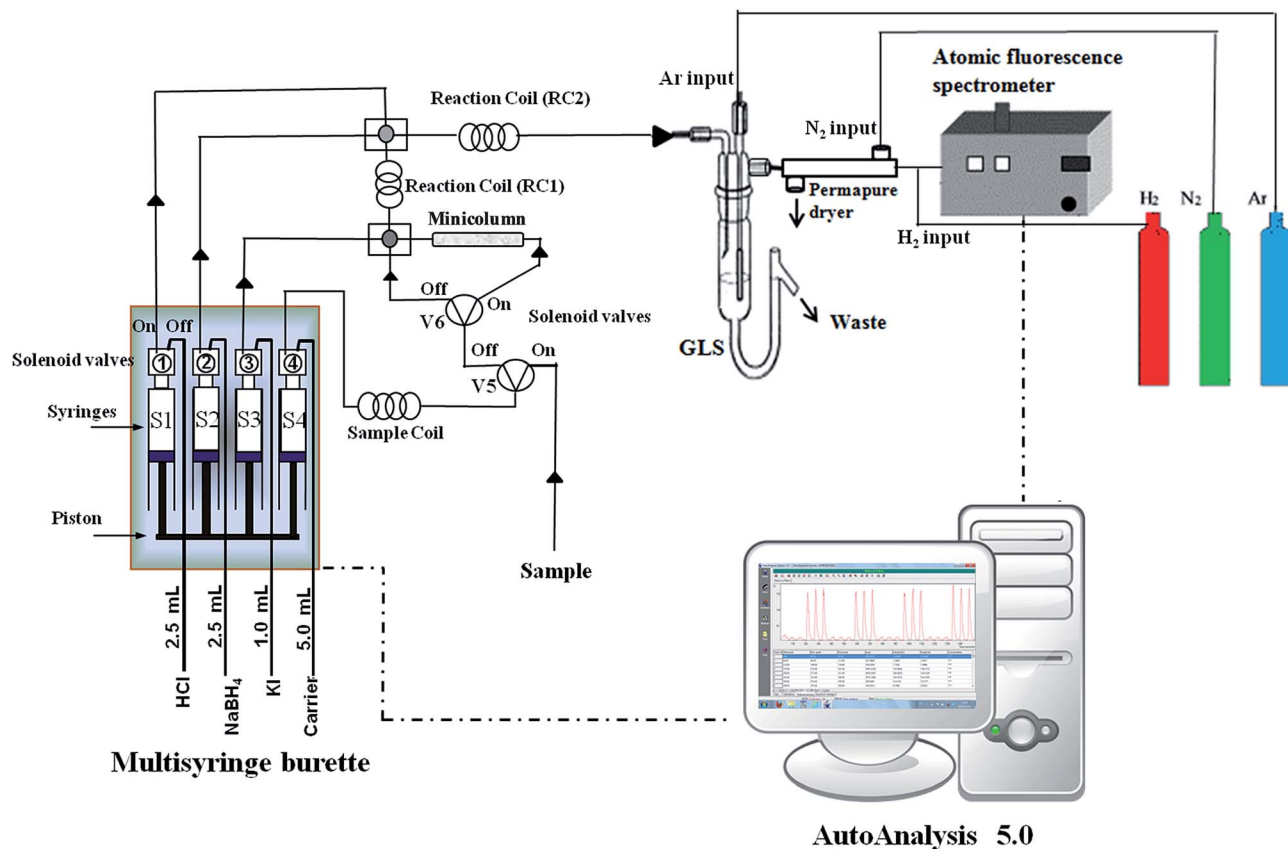 Ar input
Atomic fluorescence
spectrometer
Reaction Coil (RC2)
N2 input
Reaction Coil (RC1)
Permapure
dryer
H2
N2
Ar
Minicolumn
H2 input
Off
On
V6
Solenoid valves
On
Off
Off
On
Waste
GLS
Solenoid valves
1
2
3
4
V5
Syringes
S1
S2
S3
S4
Sample Coil
Piston
Sample
2.5 mL
2.5 mL
1.0 mL
5.0 mL
HCl
NaBH4
KI
Carrier
Multisyringe burette
AutoAnalysis 5.0